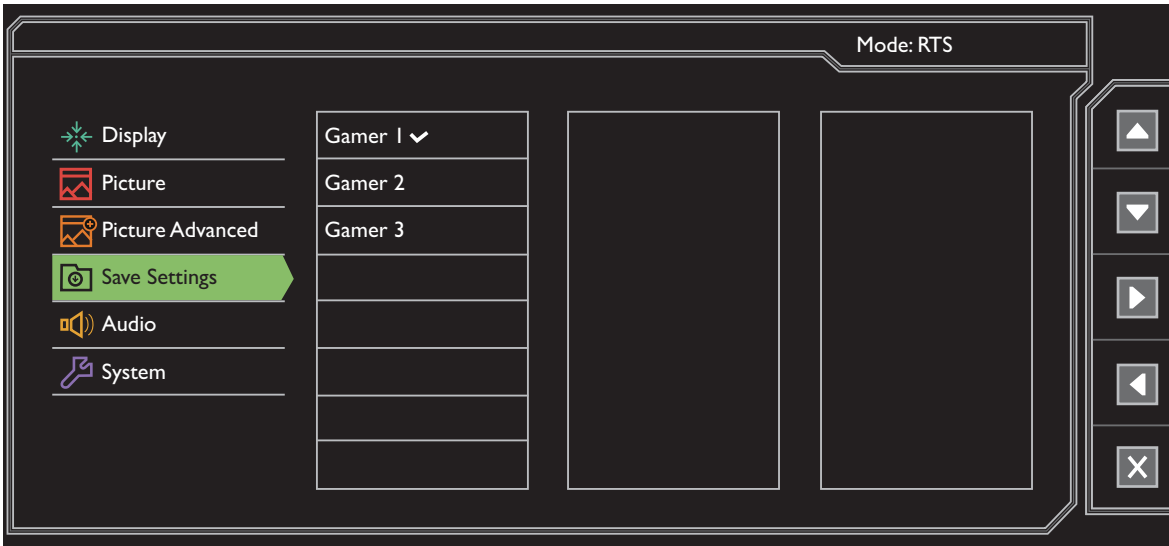 Mode: RTS
Display
Picture
Picture Advanced
Save Settings
Audio
System
Gamer 1
Gamer 2
Gamer 3